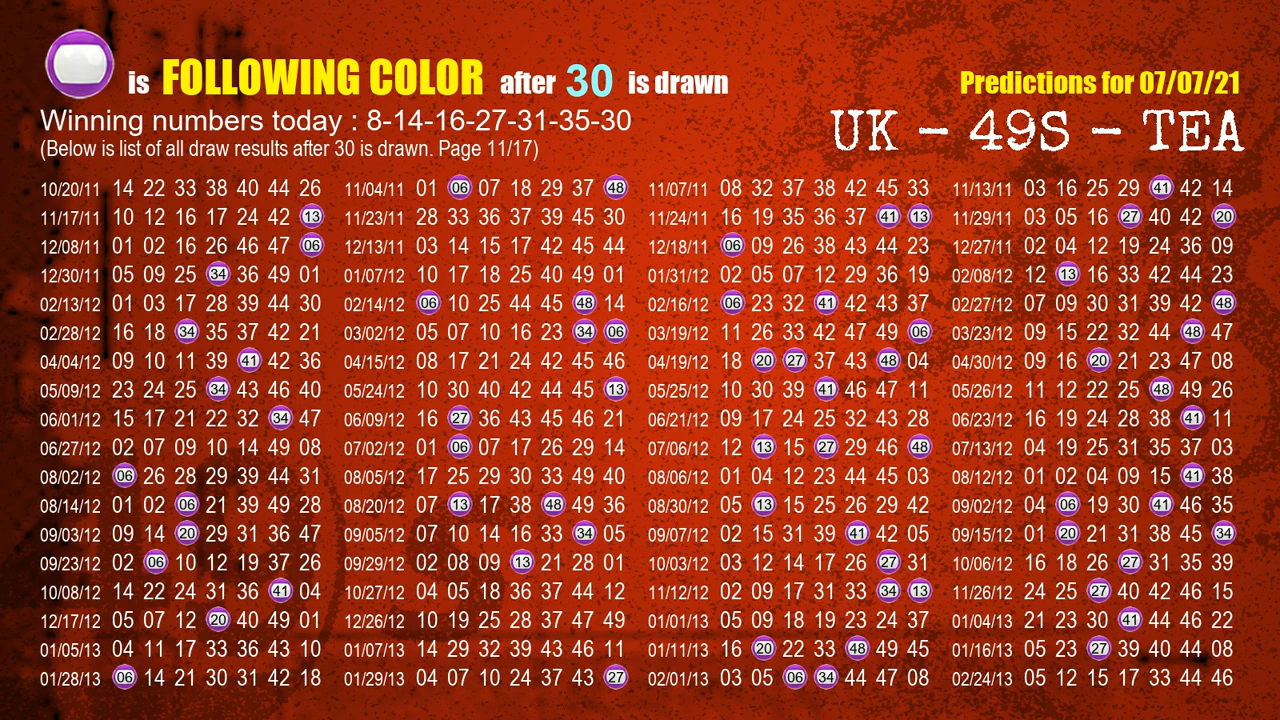 is FOLLOWING COLOR after 30 is drawn
Predictions for 07/07/21
Winning numbers today : 8-14-16-27-31-35-30
UK - 49S - TEA
(Below is list of all draw results after 30 is drawn. Page 11/17)
10/20/11 14 22 33 38 40 44 26 11/04/11 01 06 07 18 29 37 48 11/07/11 08 32 37 38 42 45 33 11/13/11 03 16 25 29 41 42 14
11/17/11 10 12 16 17 24 42 13 11/23/11 28 33 36 37 39 45 30 11/24/11 16 19 35 36 37 41 13 11/29/11 03 05 16 27 40 42 20
12/08/11 01 02 16 26 46 47 06 12/13/11 03 14 15 17 42 45 44 12/18/11 06 09 26 38 43 44 23 12/27/11 02 04 12 19 24 36 09
12/30/11 05 09 25 34 36 49 01 01/07/12 10 17 18 25 40 49 01 01/31/12 02 05 07 12 29 36 19 02/08/12 12 13 16 33 42 44 23
02/13/12 01 03 17 28 39 44 30 02/14/12 06 10 25 44 45 48 14 02/16/12 06 23 32 41 42 43 37 02/27/12 07 09 30 31 39 42 48
02/28/12 16 18 34 35 37 42 21 03/02/12 05 07 10 16 23 34 06 03/19/12 11 26 33 42 47 49 06 03/23/12 09 15 22 32 44 48 47
04/04/12 09 10 11 39 41 42 36 04/15/12 08 17 21 24 42 45 46 04/19/12 18 20 27 37 43 48 04 04/30/12 09 16 20 21 23 47 08
05/09/12 23 24 25 34 43 46 40 05/24/12 10 30 40 42 44 45 13 05/25/12 10 30 39 41 46 47 11 05/26/12 11 12 22 25 48 49 26
06/01/12 15 17 21 22 32 34 47 06/09/12 16 27 36 43 45 46 21 06/21/12 09 17 24 25 32 43 28 06/23/12 16 19 24 28 38 41 11
06/27/12 02 07 09 10 14 49 08 07/02/12 01 06 07 17 26 29 14 07/06/12 12 13 15 27 29 46 48 07/13/12 04 19 25 31 35 37 03
08/02/12 06 26 28 29 39 44 31 08/05/12 17 25 29 30 33 49 40 08/06/12 01 04 12 23 44 45 03 08/12/12 01 02 04 09 15 41 38
08/14/12 01 02 06 21 39 49 28 08/20/12 07 13 17 38 48 49 36 08/30/12 05 13 15 25 26 29 42 09/02/12 04 06 19 30 41 46 35
09/03/12 09 14 20 29 31 36 47 09/05/12 07 10 14 16 33 34 05 09/07/12 02 15 31 39 41 42 05 09/15/12 01 20 21 31 38 45 34
09/23/12 02 06 10 12 19 37 26 09/29/12 02 08 09 13 21 28 01 10/03/12 03 12 14 17 26 27 31 10/06/12 16 18 26 27 31 35 39
10/08/12 14 22 24 31 36 41 04 10/27/12 04 05 18 36 37 44 12 11/12/12 02 09 17 31 33 34 13 11/26/12 24 25 27 40 42 46 15
12/17/12 05 07 12 20 40 49 01 12/26/12 10 19 25 28 37 47 49 01/01/13 05 09 18 19 23 24 37 01/04/13 21 23 30 41 44 46 22
01/05/13 04 11 17 33 36 43 10 01/07/13 14 29 32 39 43 46 11 01/11/13 16 20 22 33 48 49 45 01/16/13 05 23 27 39 40 44 08
01/28/13 06 14 21 30 31 42 18 01/29/13 04 07 10 24 37 43 27 02/01/13 03 05 06 34 44 47 08 02/24/13 05 12 15 17 33 44 46